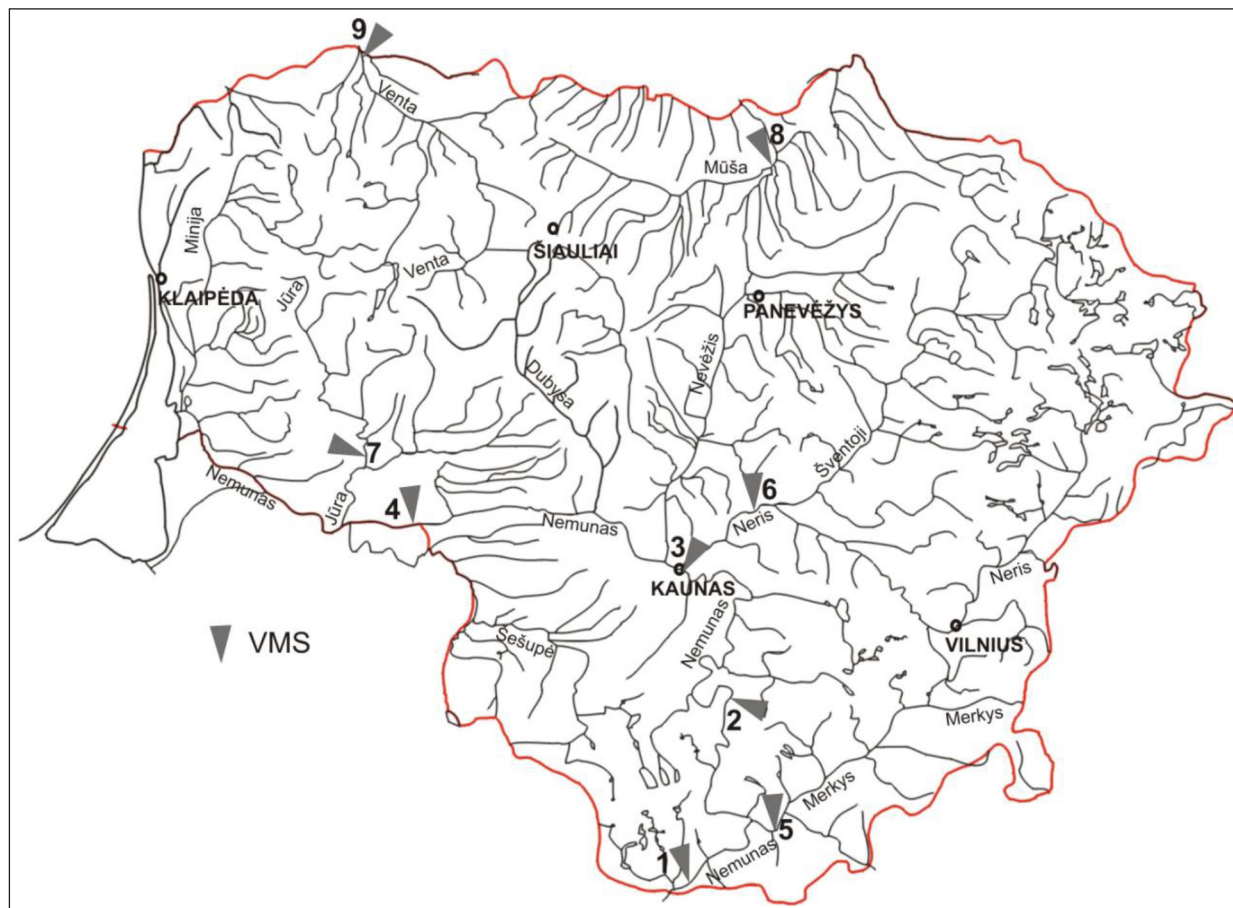 9
Venta
8
Mūša
Minija
ŠIAULIAI
Venta
KLAIPĖDA
Jūra
PANEVĖŽYS
Nevėžis
Dubysa
Šventoji
7
Nemunas
Jūra
4
6
Nemunas
Neris
3
KAUNAS
Neris
Nemunas
Šešupė
VILNIUS
VMS
2
Merkys
Merkys
5
1
Nemunas